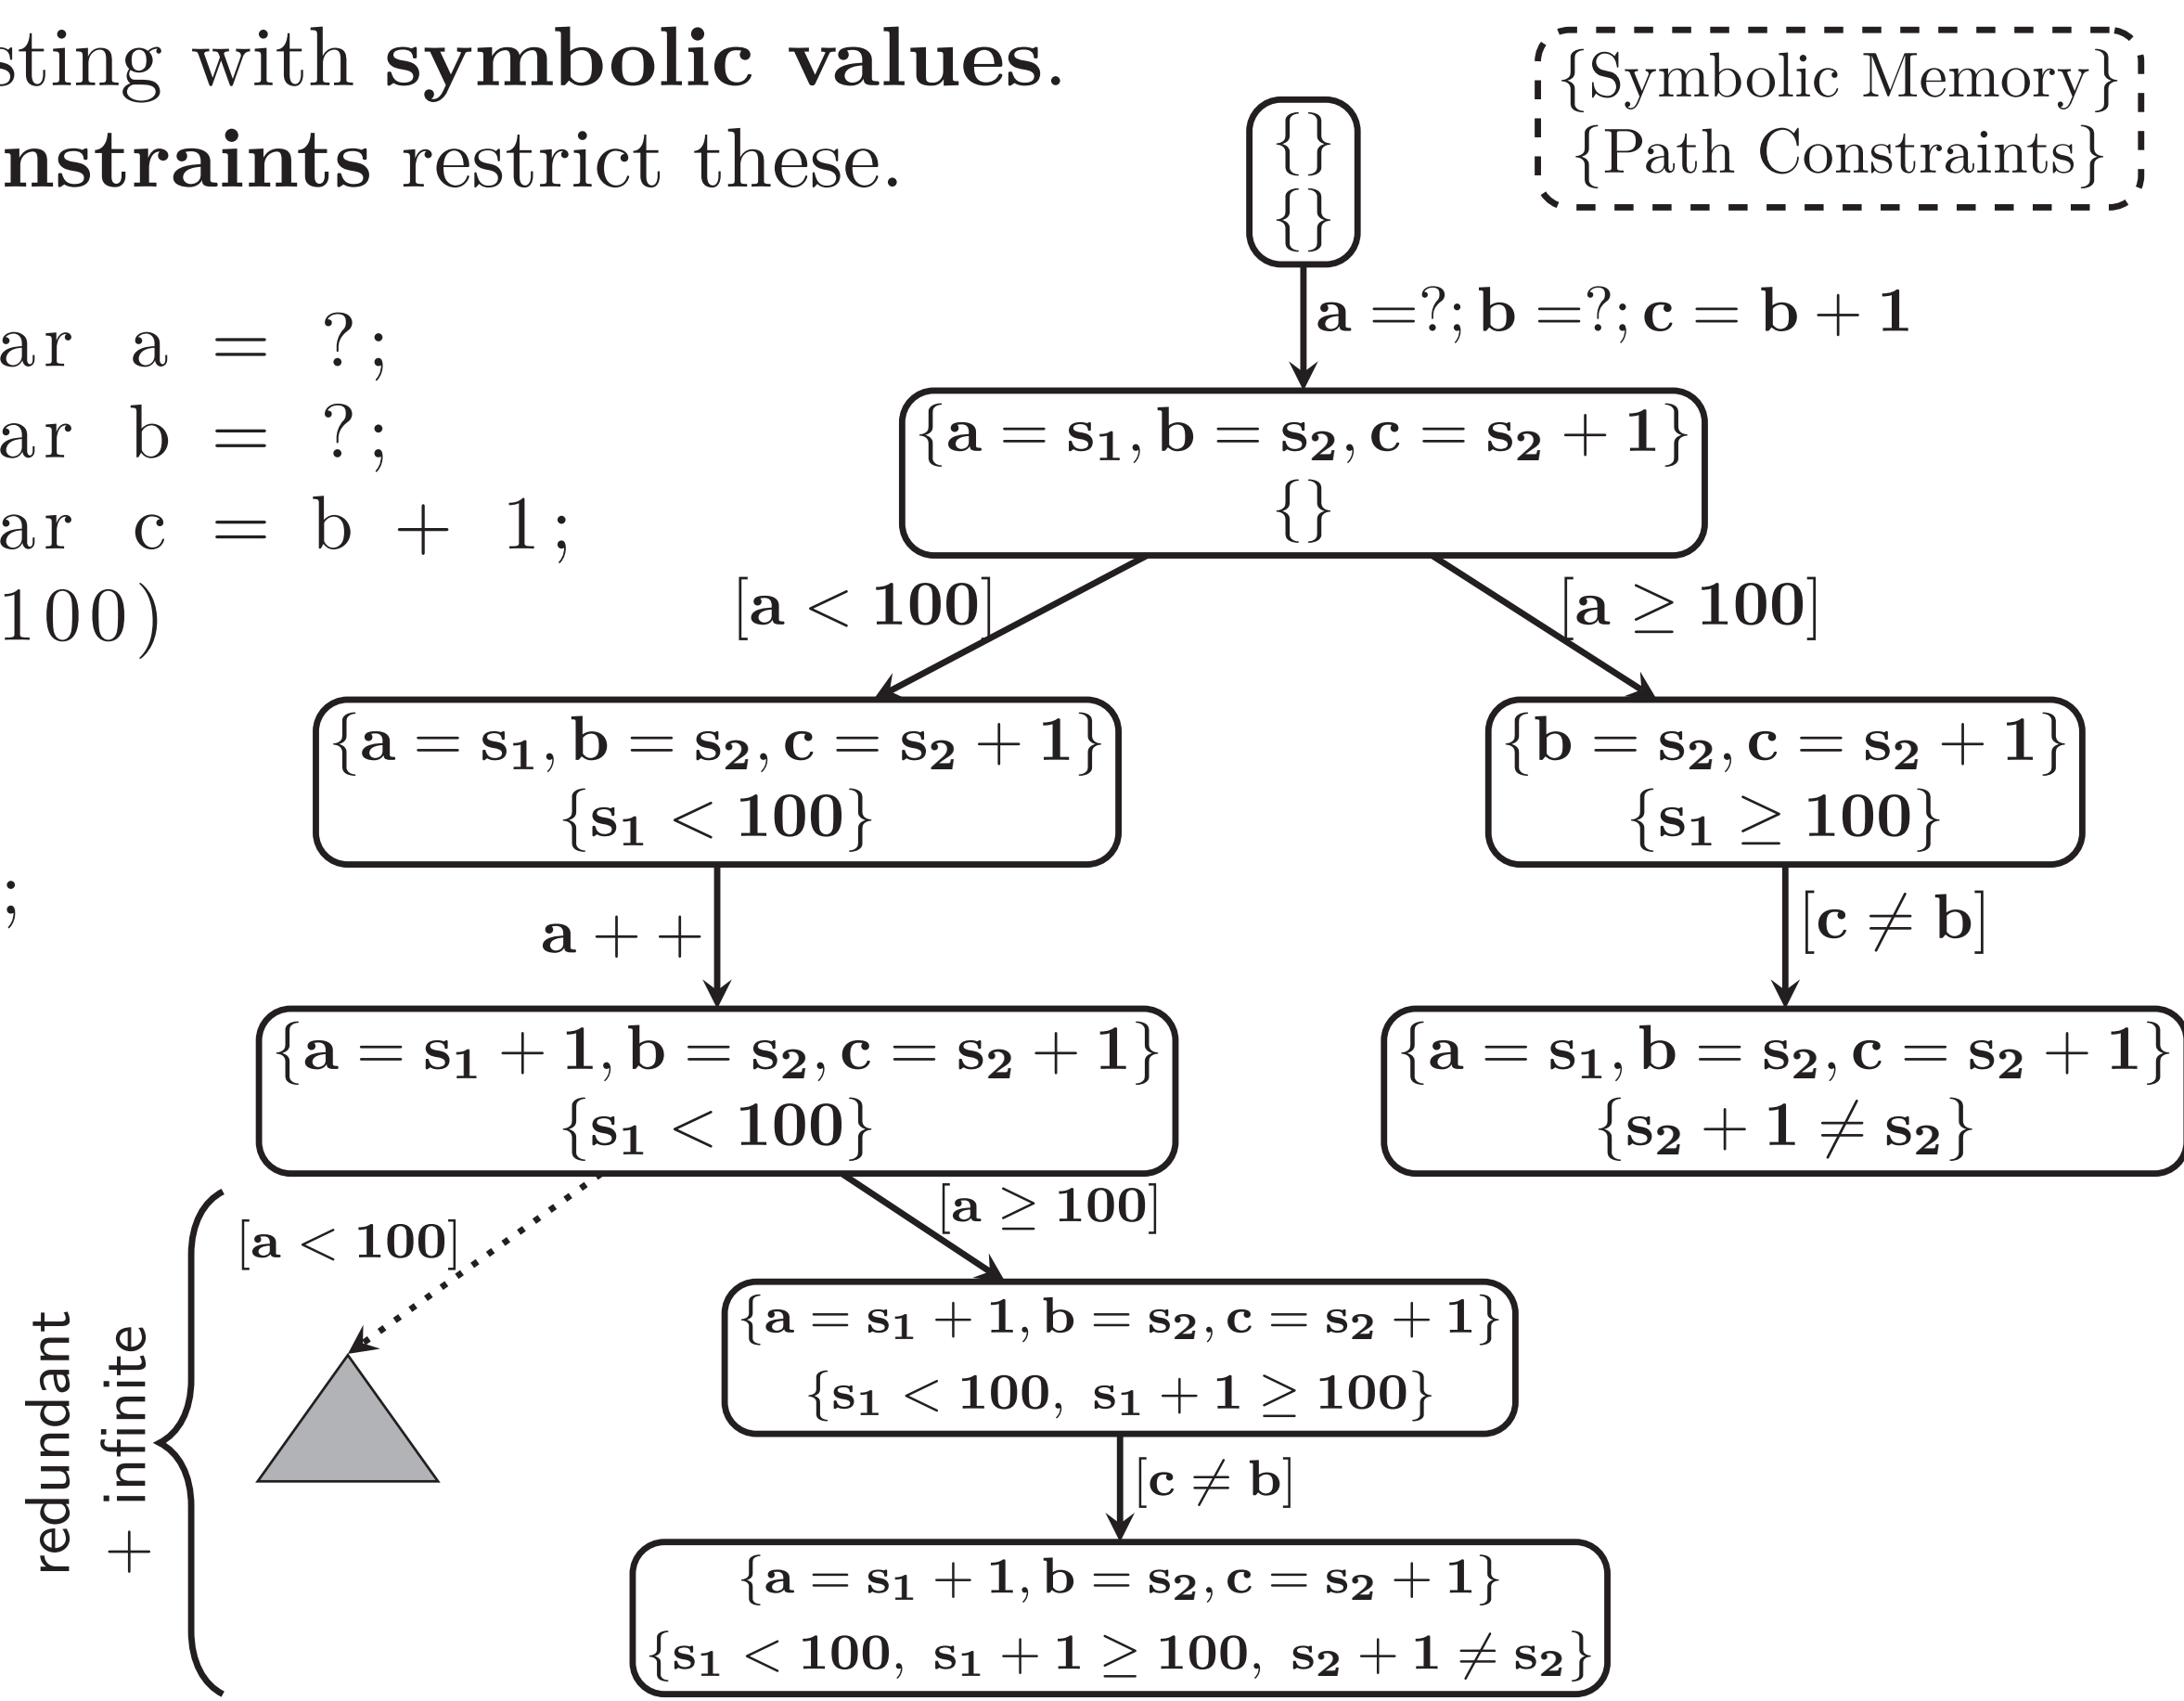 sting with symbolic values.
nstraints restrict these.
{Symbolic Memory}
{Path Constraints}
ar a = ?;
ar b = ?;
ar c = b + 1;
100)
;
{}
{}
a =?; b =?; c = b + 1
{a = s₁, b = s₂, c = s₂ + 1}
{}
[a < 100]
[a ≥ 100]
{a = s₁, b = s₂, c = s₂ + 1}
{s₁ < 100}
{b = s₂, c = s₂ + 1}
{s₁ ≥ 100}
a + +
[c ≠ b]
{a = s₁ + 1, b = s₂, c = s₂ + 1}
{s₁ < 100}
{a = s₁, b = s₂, c = s₂ + 1}
{s₂ + 1 ≠ s₂}
[a < 100]
[a ≥ 100]
redundant
+ infinite
{a = s₁ + 1, b = s₂, c = s₂ + 1}
{s₁ < 100, s₁ + 1 ≥ 100}
[c ≠ b]
{a = s₁ + 1, b = s₂, c = s₂ + 1}
{s₁ < 100, s₁ + 1 ≥ 100, s₂ + 1 ≠ s₂}